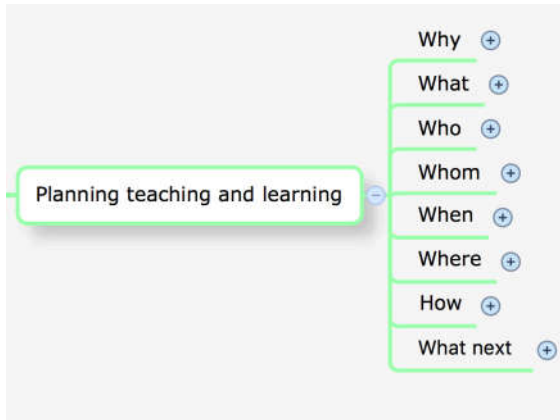 Why
What
Who
Whom
Planning teaching and learning
When
Where
How
What next